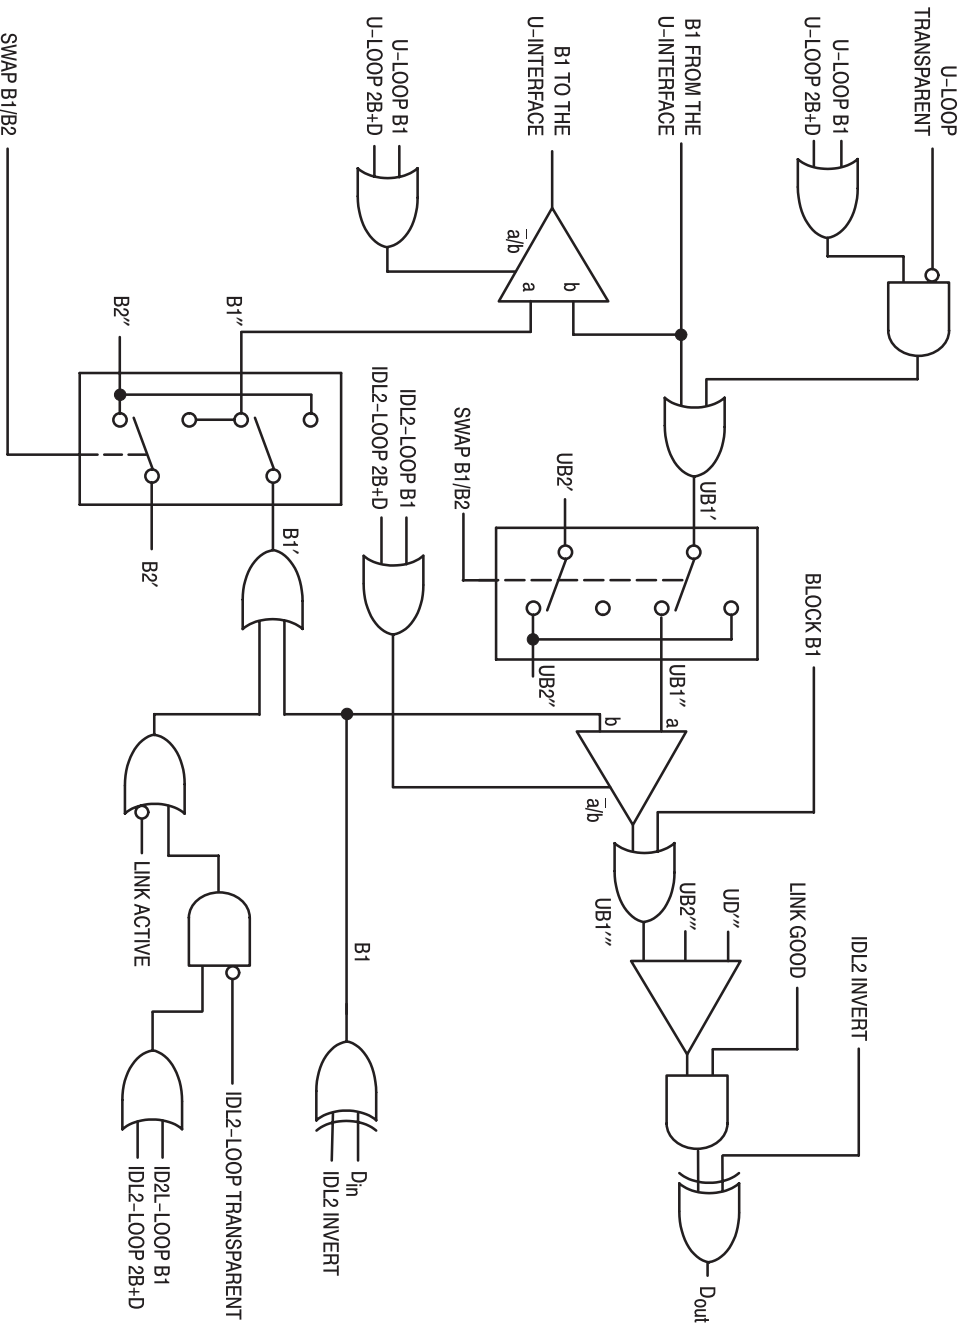 U–LOOP
TRANSPARENT
IDL2 INVERT
U–LOOP B1
U–LOOP 2B+D
BLOCK B1
LINK GOOD
UD′′′
B1 FROM THE
U–INTERFACE
UB1′
Dout
UB2′′′
UB1′′
a
b
UB1′′′
a̅/b
B1 TO THE
U–INTERFACE
b
UB2′
UB2′′
a
a̅/b
SWAP B1/B2
U–LOOP B1
U–LOOP 2B+D
IDL2–LOOP B1
IDL2–LOOP 2B+D
B1
Din
IDL2 INVERT
B1′
B1′′
IDL2–LOOP TRANSPARENT
B2′
LINK ACTIVE
B2′′
ID2L–LOOP B1
IDL2–LOOP 2B+D
SWAP B1/B2